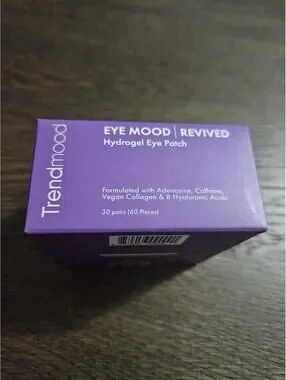 Trendmood
EYE MOOD | REVIVED
Hydrogel Eye Patch
Formulated with Adenosine, Caffeine,
Vegan Collagen & 8 Hyaluronic Acids
30 pairs (60 Pieces)